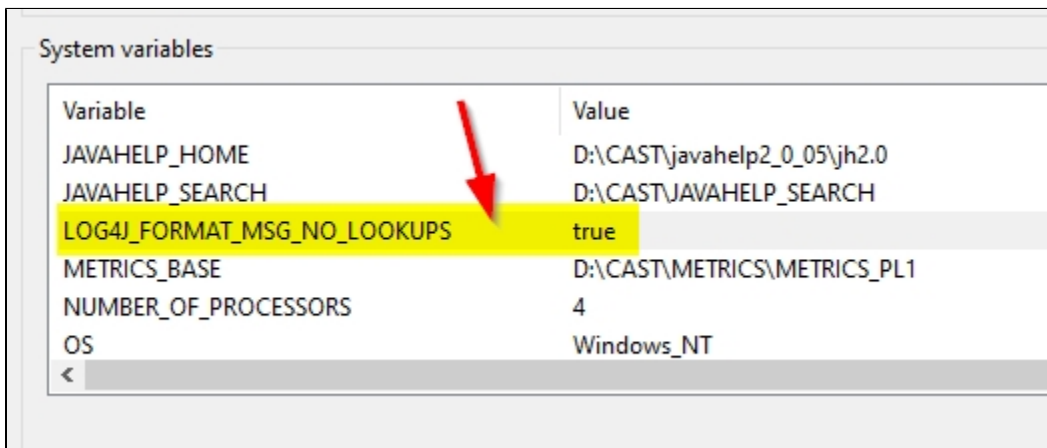 System variables
Variable Value
JAVAHELP_HOME D:\CAST\javahelp2_0_05\jh2.0
JAVAHELP_SEARCH D:\CAST\JAVAHELP_SEARCH
LOG4J_FORMAT_MSG_NO_LOOKUPS true
METRICS_BASE D:\CAST\METRICS\METRICS_PL1
NUMBER_OF_PROCESSORS 4
OS Windows_NT